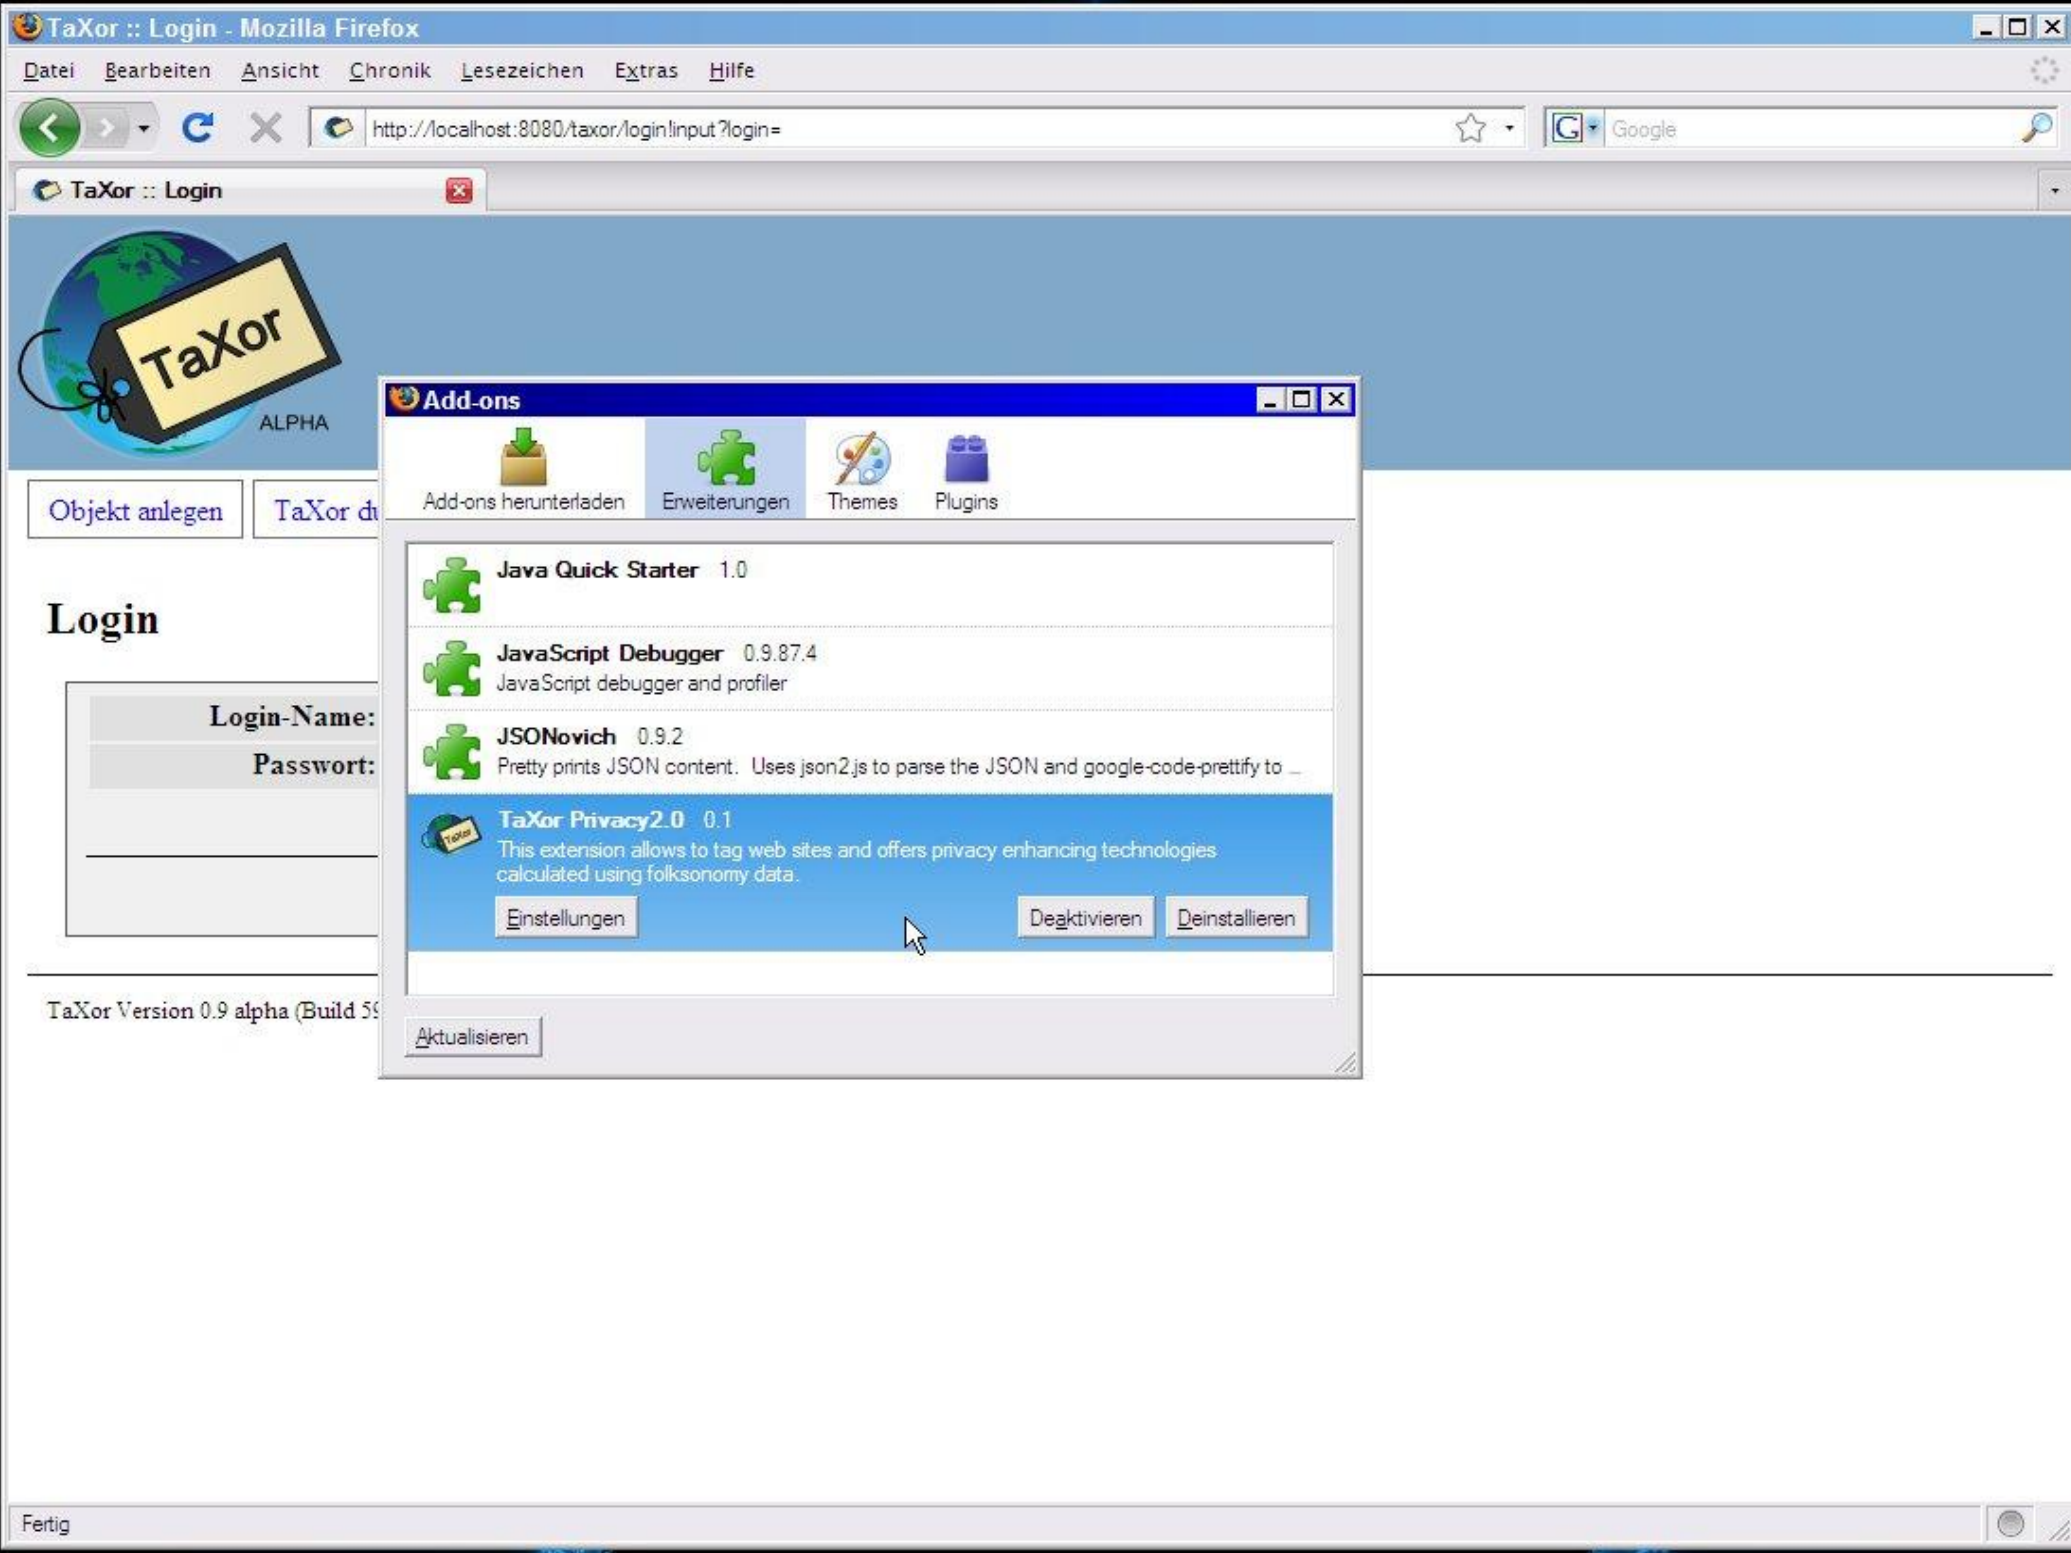 TaXor :: Login - Mozilla Firefox
Datei Bearbeiten Ansicht Chronik Lesezeichen Extras Hilfe
http://localhost:8080/taxor/login!input?login=
G Google
TaXor :: Login
TaXor
ALPHA
Objekt anlegen TaXor du
Login
Login-Name:
Passwort:
TaXor Version 0.9 alpha (Build 59
Add-ons
Add-ons herunterladen Erweiterungen Themes Plugins
Java Quick Starter 1.0
JavaScript Debugger 0.9.87.4
JavaScript debugger and profiler
JSONovich 0.9.2
Pretty prints JSON content. Uses json2.js to parse the JSON and google-code-prettify to ...
TaXor
TaXor Privacy2.0 0.1
This extension allows to tag web sites and offers privacy enhancing technologies
calculated using folksonomy data.
Einstellungen Deaktivieren Deinstallieren
Aktualisieren
Fertig